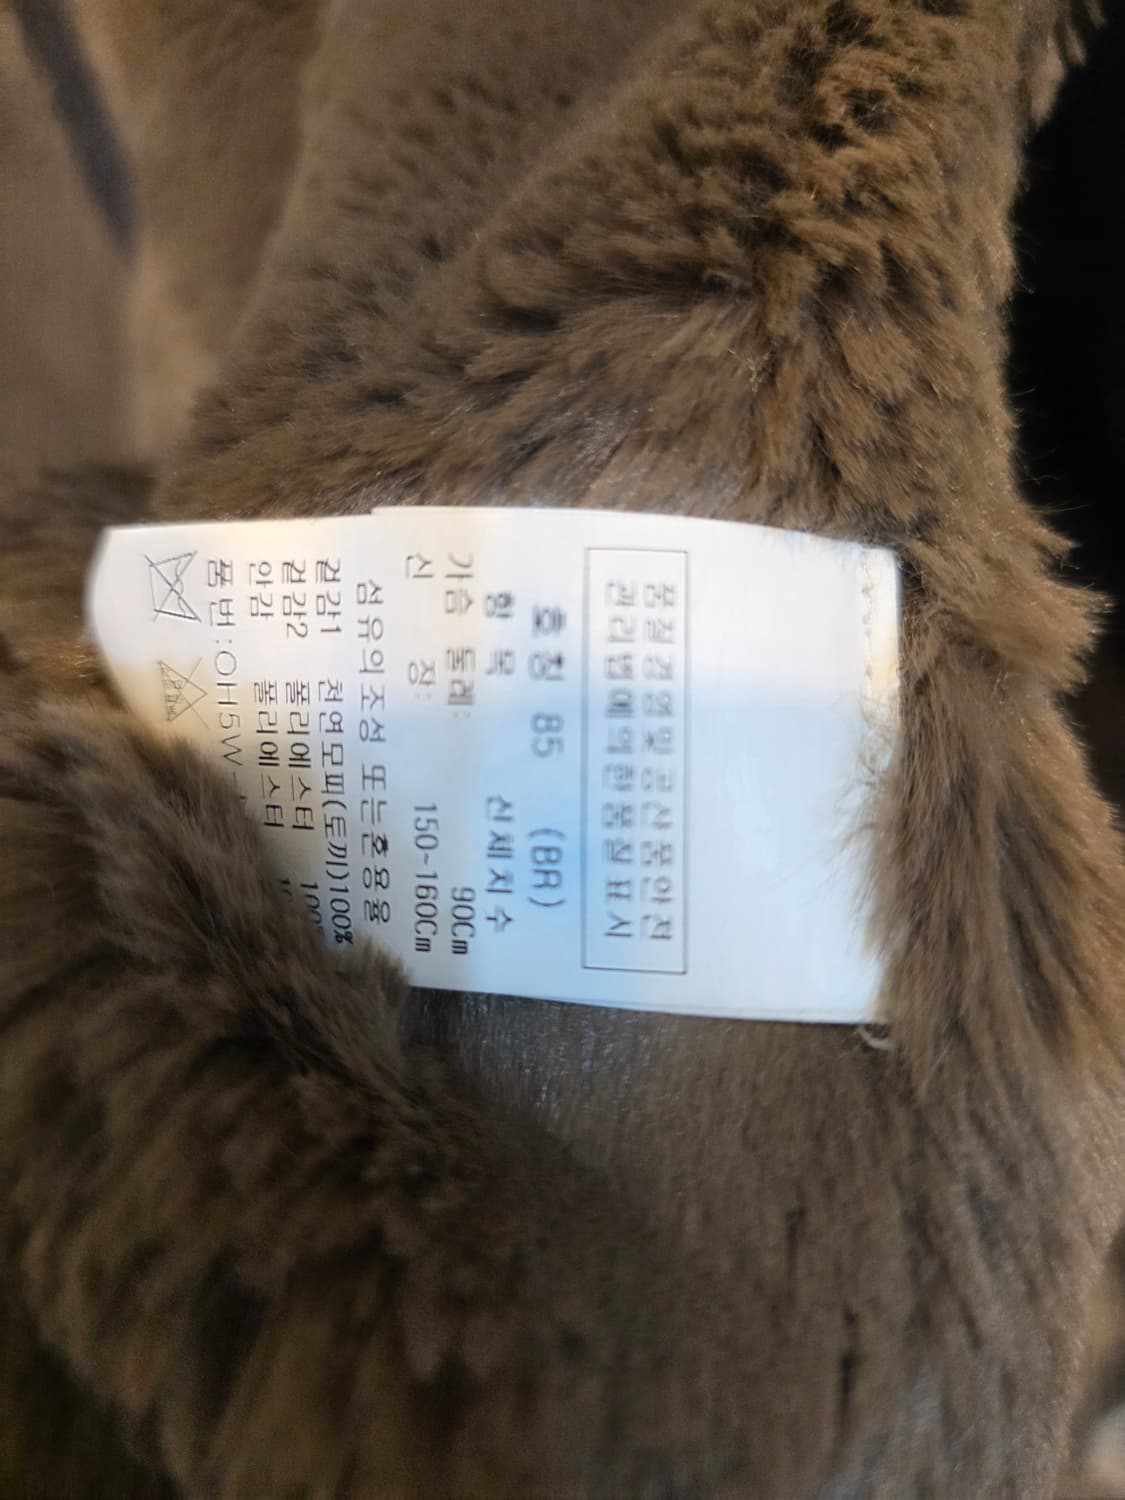 품질경영및공산품안전
관리법에의한품질표시
호칭 85 (BR)
항목 신체치수
가슴둘레: 90Cm
신 장: 150~160Cm
섬유의조성 또는혼용율
겉감1 천연모피(토끼)100%
겉감2 폴리에스터 100
안감 폴리에스터
품번:OH5W-